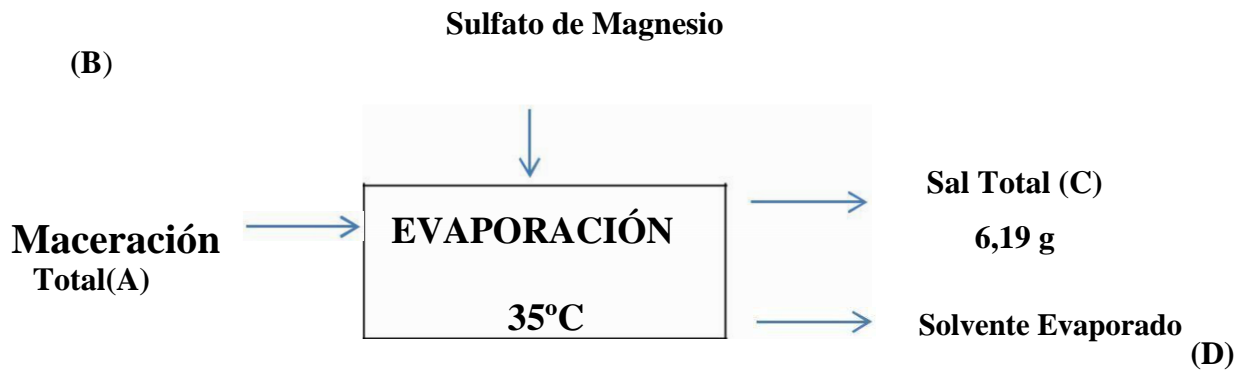 Sulfato de Magnesio
(B)
Sal Total (C)
EVAPORACIÓN
6,19 g
Maceración
Total(A)
35ºC
Solvente Evaporado
(D)